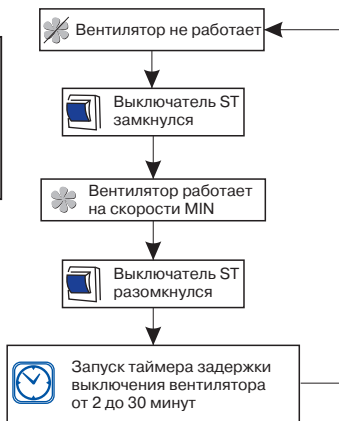 Вентилятор не работает
Выключатель ST
замкнулся
Вентилятор работает
на скорости MIN
Выключатель ST
разомкнулся
Запуск таймера задержки
выключения вентилятора
от 2 до 30 минут